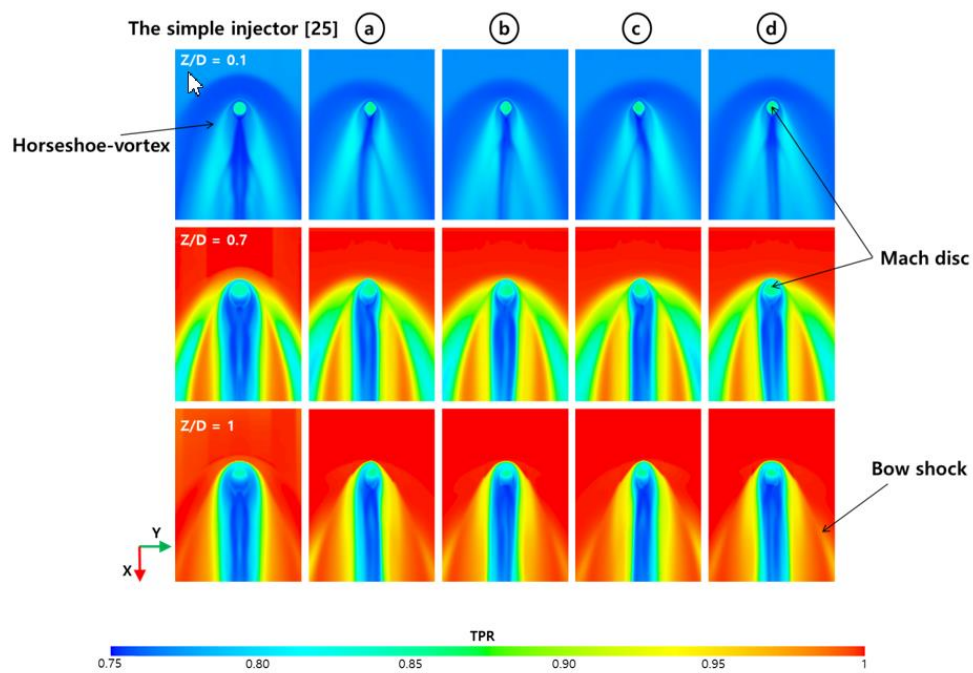 The simple injector [25] a b c d
Z/D = 0.1
Horseshoe-vortex
Z/D = 0.7
Mach disc
Z/D = 1
Bow shock
Y
X
TPR
0.75 0.80 0.85 0.90 0.95 1